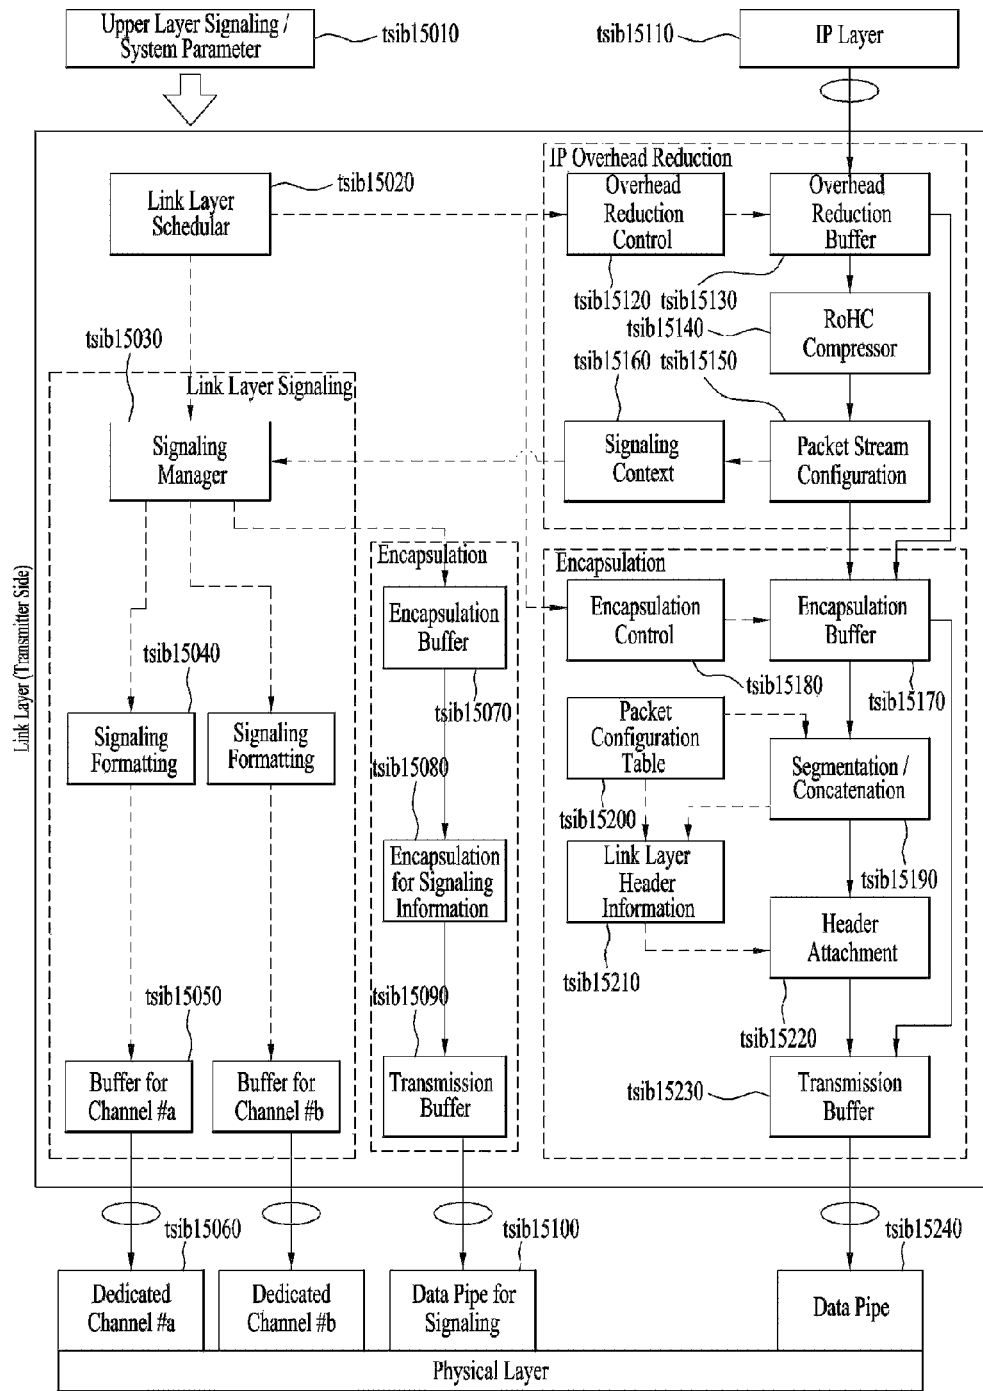 Upper Layer Signaling /
System Parameter
tsib15010
tsib15110
IP Layer
IP Overhead Reduction
tsib15020
Link Layer
Schedular
Overhead
Reduction
Control
Overhead
Reduction
Buffer
tsib15120
tsib15130
tsib15140
RoHC
Compressor
tsib15030
tsib15160
tsib15150
Link Layer Signaling
Signaling
Manager
Signaling
Context
Packet Stream
Configuration
Encapsulation
Encapsulation
Encapsulation
Buffer
Encapsulation
Control
Encapsulation
Buffer
tsib15040
tsib15070
tsib15180
tsib15170
Link Layer (Transmitter Side)
Signaling
Formatting
Signaling
Formatting
Packet
Configuration
Table
Segmentation /
Concatenation
tsib15080
tsib15200
Encapsulation
for Signaling
Information
Link Layer
Header
Information
tsib15190
Header
Attachment
tsib15210
tsib15050
tsib15090
tsib15220
Buffer for
Channel #a
Buffer for
Channel #b
Transmission
Buffer
tsib15230
Transmission
Buffer
tsib15060
tsib15100
tsib15240
Dedicated
Channel #a
Dedicated
Channel #b
Data Pipe for
Signaling
Data Pipe
Physical Layer